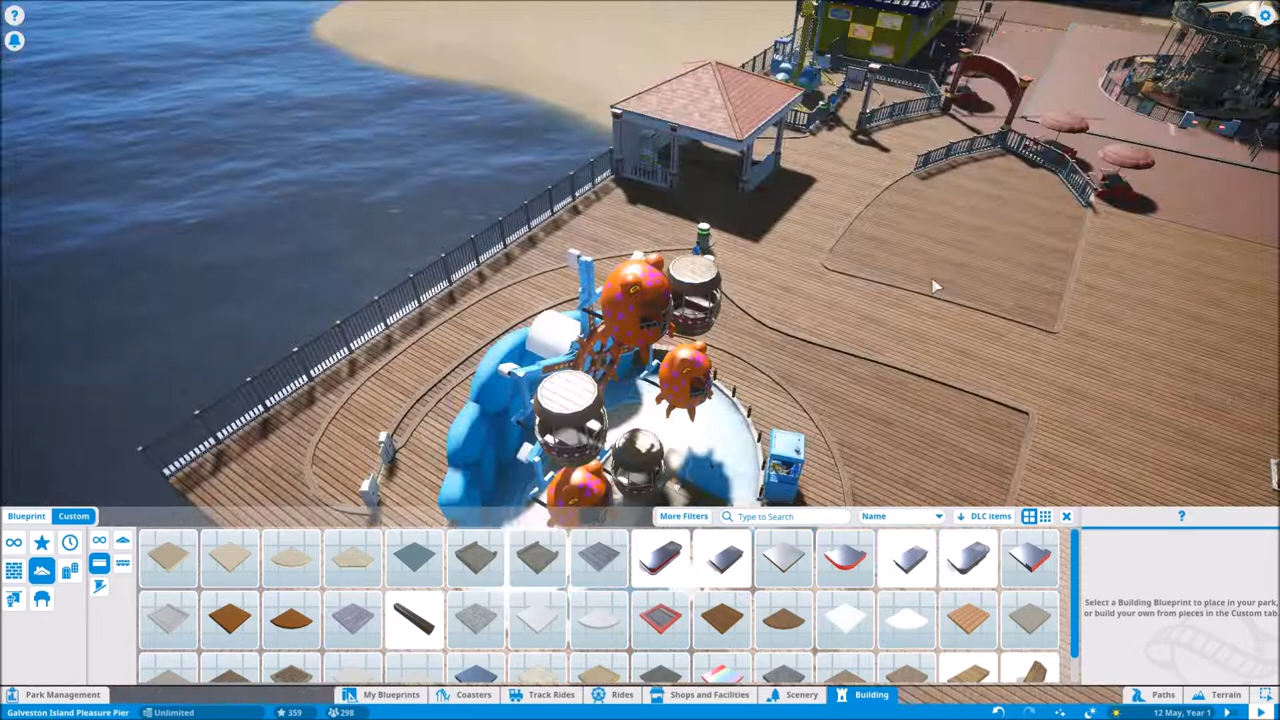 ?
Blueprint
Custom
More Filters
Type to Search
Name
DLC items
?
Select a Building Blueprint to place in your park,
or build your own from pieces in the Custom tab
Park Management
My Blueprints
Coasters
Track Rides
Rides
Shops and Facilities
Scenery
Building
Paths
Terrain
Galveston Island Pleasure Pier
Unlimited
359
298
12 May, Year 1